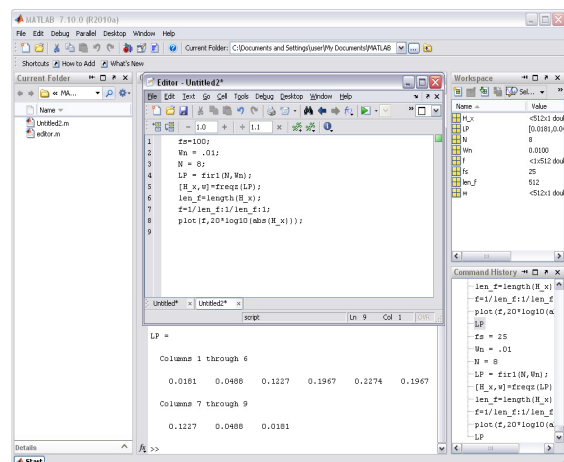 MATLAB 7.10.0 (R2010a)
File Edit Debug Parallel Desktop Window Help
Current Folder: C:\Documents and Settings\user\My Documents\MATLAB
Shortcuts How to Add What's New
Current Folder
« MA...
Name
Untitled2.m
editor.m
Details
Editor - Untitled2*
File Edit Text Go Cell Tools Debug Desktop Window Help
- 1.0 + ÷ 1.1 ×
1 fs=100;
2 Wn = .01;
3 N = 8;
4 LP = fir1(N,Wn);
5 [H_x,w]=freqz(LP);
6 len_f=length(H_x);
7 f=1/len_f:1/len_f:1;
8 plot(f,20*log10(abs(H_x)));
9
Untitled* × Untitled2* ×
script Ln 9 Col 1 OVR
LP =
Columns 1 through 6
0.0181 0.0488 0.1227 0.1967 0.2274 0.1967
Columns 7 through 9
0.1227 0.0488 0.0181
fx >>
Workspace
Sel...
Name Value
H_x <512x1 doul
LP [0.0181,0.0
N 8
Wn 0.0100
f <1x512 doul
fs 25
len_f 512
w <512x1 doul
Command History
len_f=length(H_x)
f=1/len_f:1/len_f
plot(f,20*log10(a
LP
fs = 25
Wn = .01
N = 8
LP = fir1(N,Wn);
[H_x,w]=freqz(LP)
len_f=length(H_x)
f=1/len_f:1/len_f
plot(f,20*log10(a
LP
Start